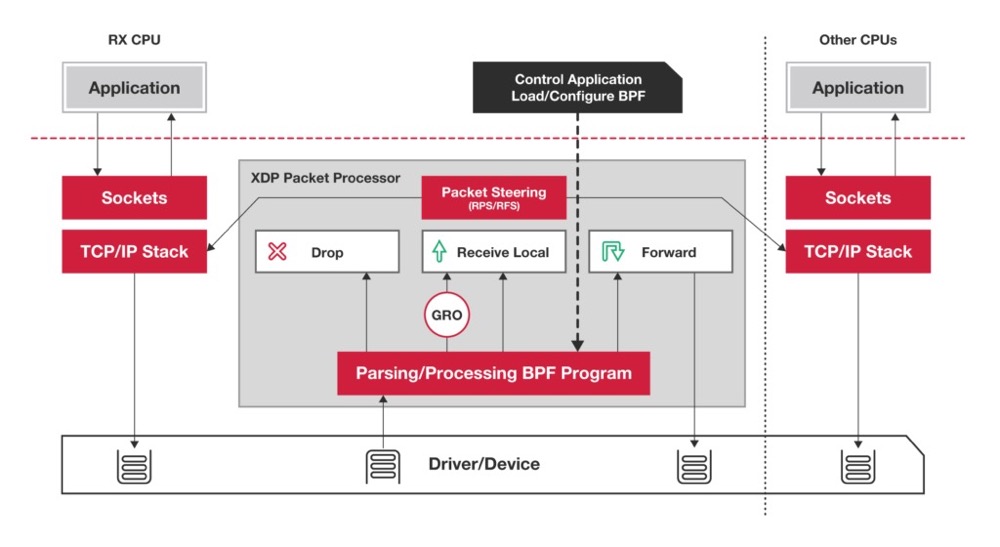 RX CPU
Other CPUs
Application
Control Application
Load/Configure BPF
Application
XDP Packet Processor
Sockets
Packet Steering
(RPS/RFS)
Sockets
TCP/IP Stack
Drop
Receive Local
Forward
TCP/IP Stack
GRO
Parsing/Processing BPF Program
Driver/Device